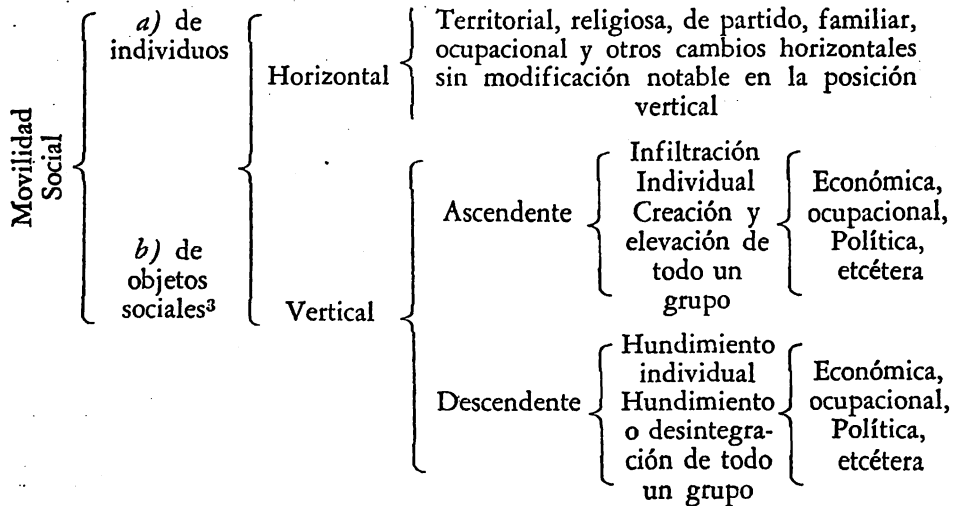 Movilidad
Social
a) de
individuos
b) de
objetos
sociales³
Horizontal
Territorial, religiosa, de partido, familiar,
ocupacional y otros cambios horizontales
sin modificación notable en la posición
vertical
Vertical
Ascendente
Infiltración
Individual
Creación y
elevación de
todo un
grupo
Económica,
ocupacional,
Política,
etcétera
Descendente
Hundimiento
individual
Hundimiento
o desintegra-
ción de todo
un grupo
Económica,
ocupacional,
Política,
etcétera